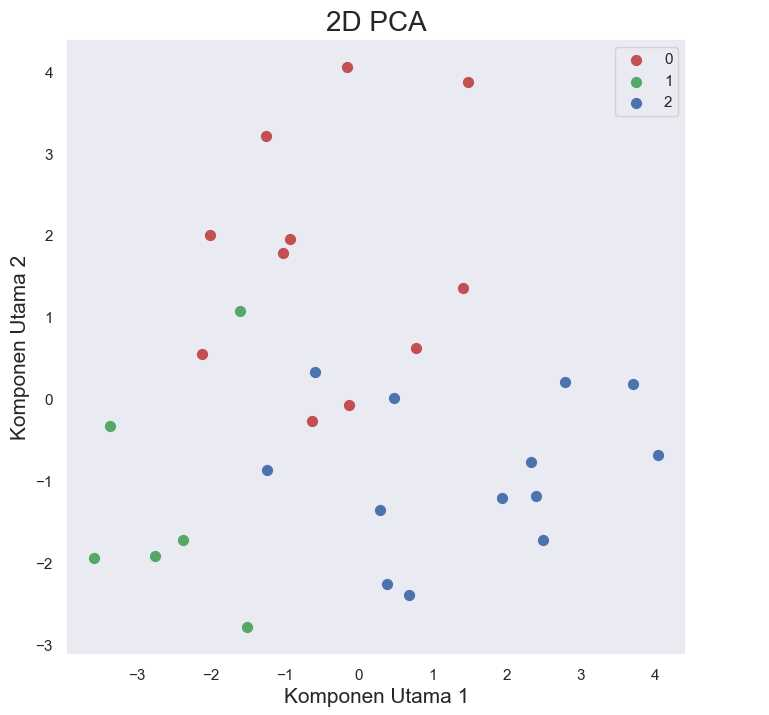 2D PCA
0
1
2
4
3
2
1
0
−1
−2
−3
Komponen Utama 2
−3 −2 −1 0 1 2 3 4
Komponen Utama 1